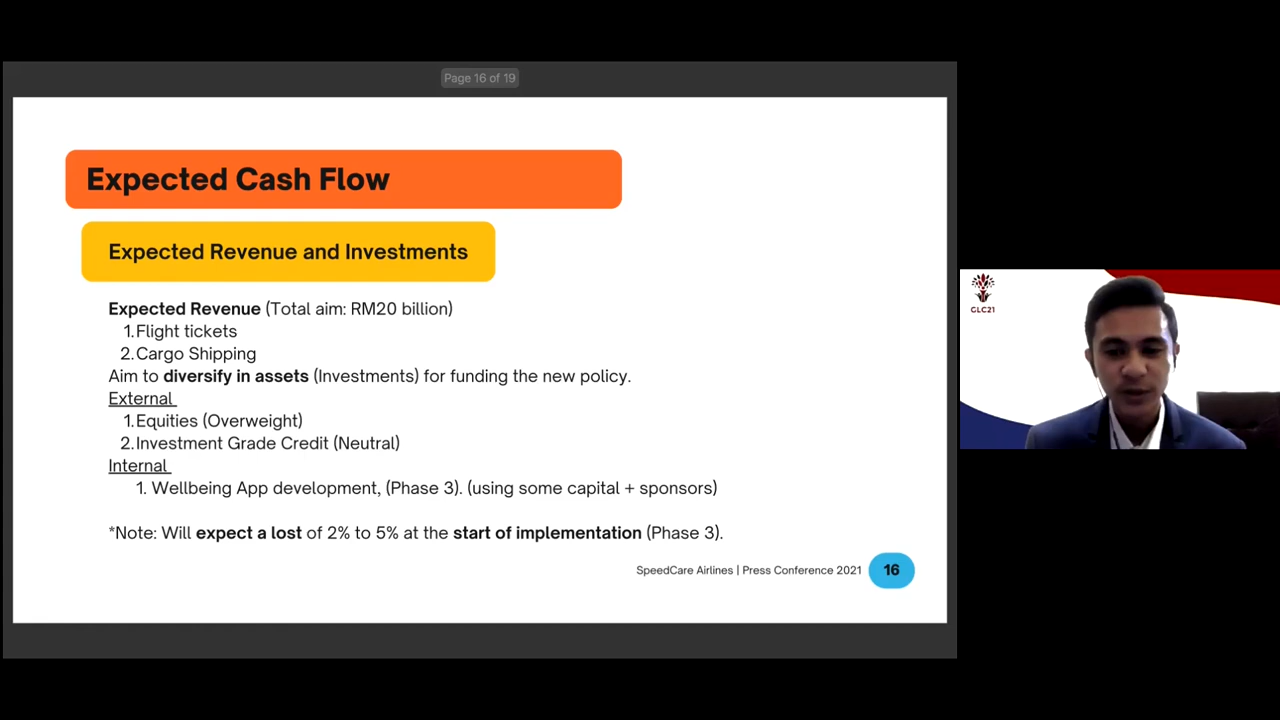 Page 16 of 19
Expected Cash Flow
Expected Revenue and Investments
Expected Revenue (Total aim: RM20 billion)
1.Flight tickets
2.Cargo Shipping
Aim to diversify in assets (Investments) for funding the new policy.
External
1.Equities (Overweight)
2.Investment Grade Credit (Neutral)
Internal
1. Wellbeing App development, (Phase 3). (using some capital + sponsors)
*Note: Will expect a lost of 2% to 5% at the start of implementation (Phase 3).
SpeedCare Airlines | Press Conference 2021 16
GLC21